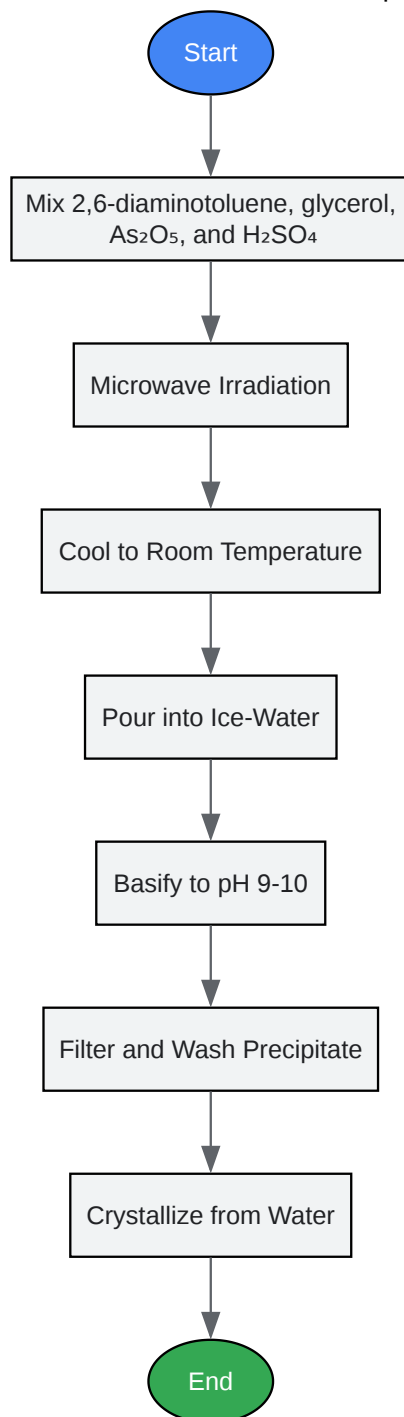 Start
Mix 2,6-diaminotoluene, glycerol,
As₂O₅, and H₂SO₄
Microwave Irradiation
Cool to Room Temperature
Pour into Ice-Water
Basify to pH 9-10
Filter and Wash Precipitate
Crystallize from Water
End